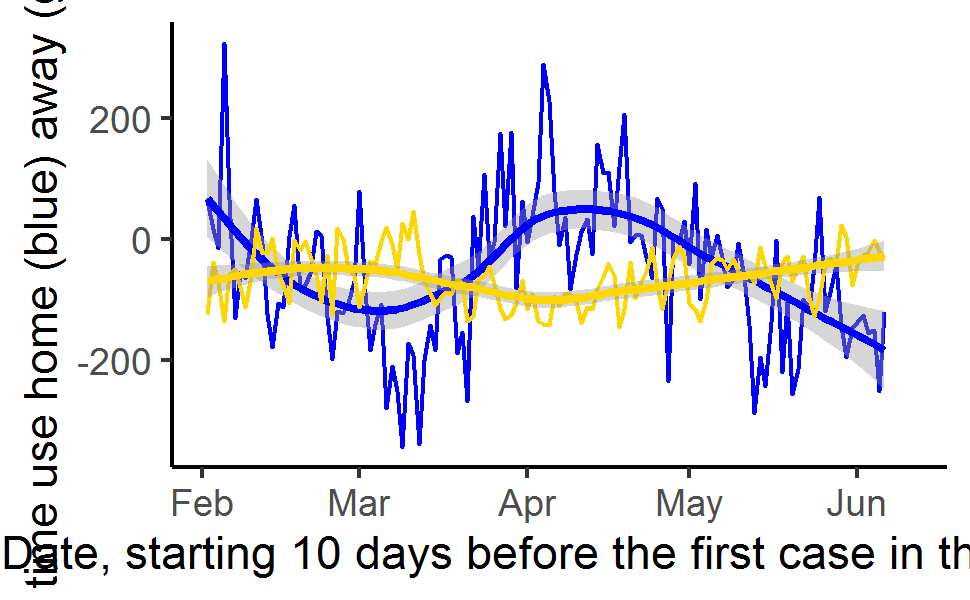 time use home (blue) away (g
200
0
-200
Feb Mar Apr May Jun
Date, starting 10 days before the first case in th